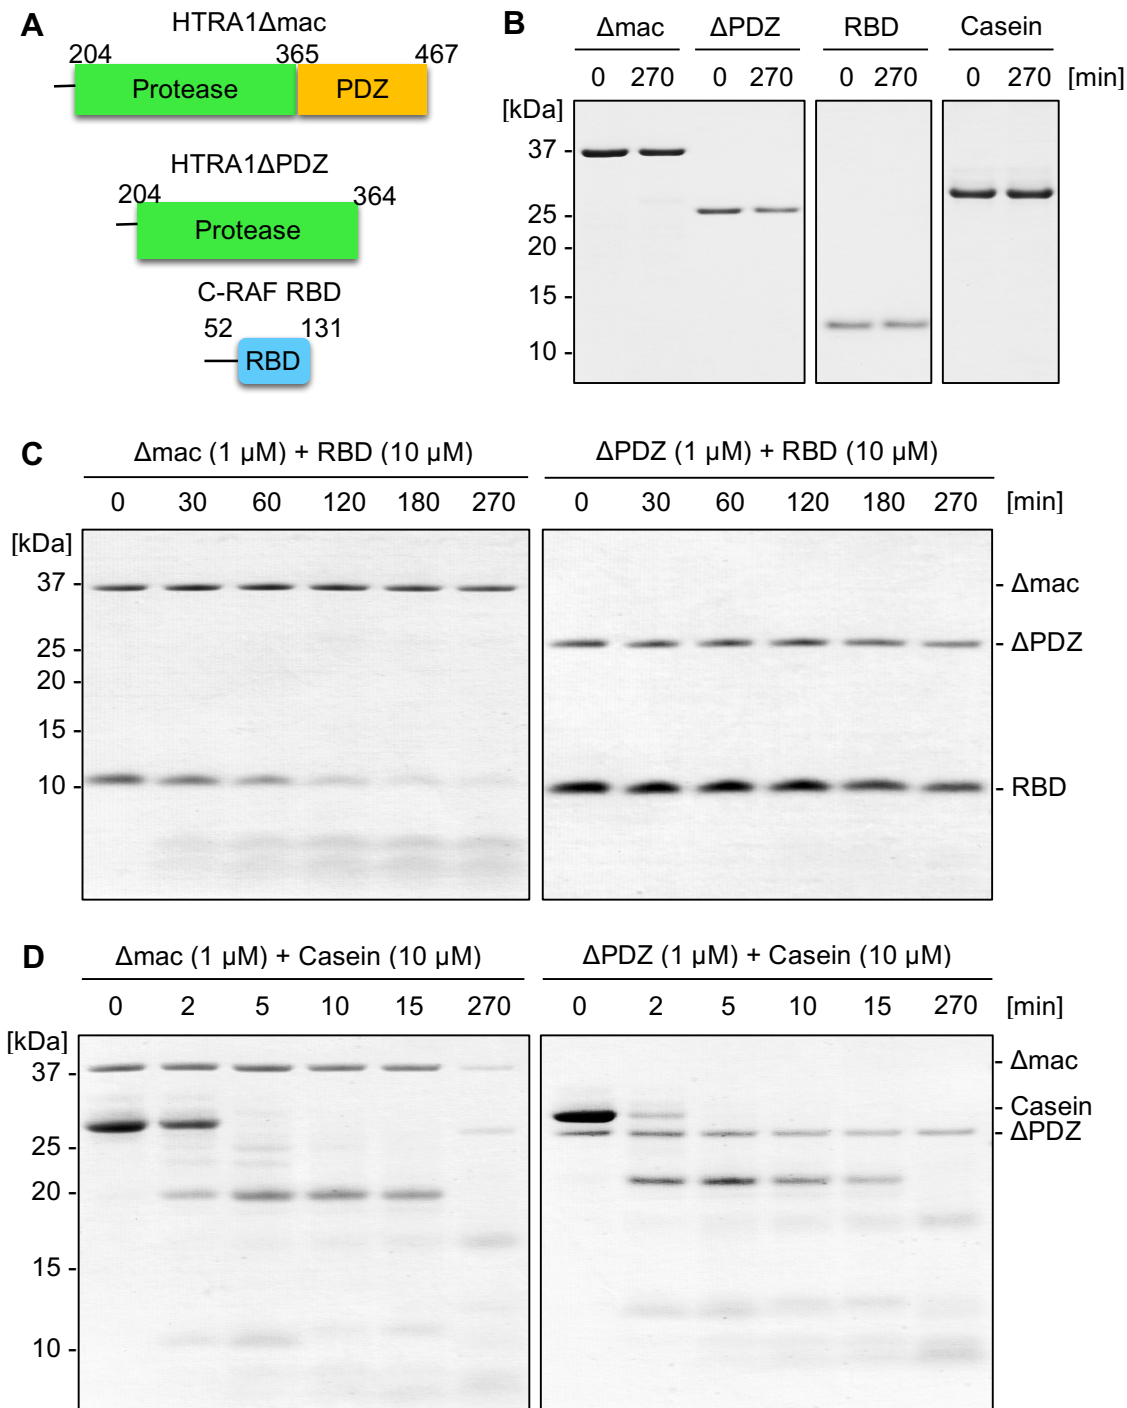 A
HTRA1Δmac
204 365 467
Protease PDZ
HTRA1ΔPDZ
204 364
Protease
C-RAF RBD
52 131
RBD
B
Δmac ΔPDZ RBD Casein
0 270 0 270 0 270 0 270 [min]
[kDa]
37 -
25 -
20 -
15 -
10 -
C
Δmac (1 µM) + RBD (10 µM)
0 30 60 120 180 270
[kDa]
37 -
25 -
20 -
15 -
10 -
ΔPDZ (1 µM) + RBD (10 µM)
0 30 60 120 180 270 [min]
- Δmac
- ΔPDZ
- RBD
D
Δmac (1 µM) + Casein (10 µM)
0 2 5 10 15 270
[kDa]
37 -
25 -
20 -
15 -
10 -
ΔPDZ (1 µM) + Casein (10 µM)
0 2 5 10 15 270 [min]
- Δmac
- Casein
- ΔPDZ